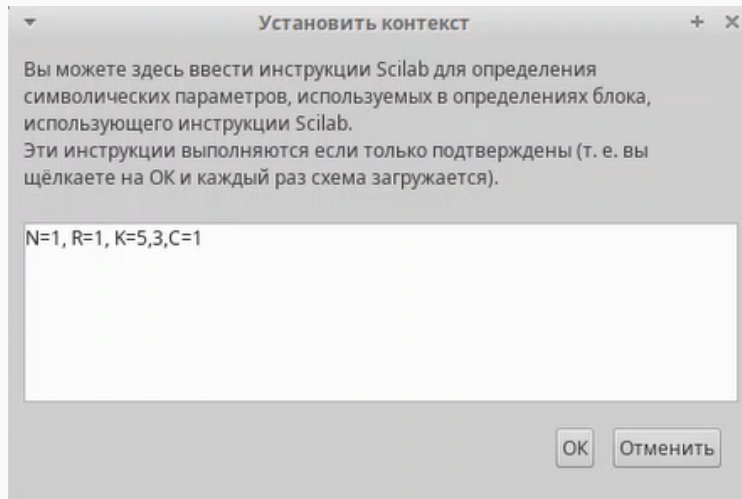 Установить контекст
Вы можете здесь ввести инструкции Scilab для определения
символических параметров, используемых в определениях блока,
использующего инструкции Scilab.
Эти инструкции выполняются если только подтверждены (т. е. вы
щёлкаете на ОК и каждый раз схема загружается).
N=1, R=1, K=5,3,C=1
ОК Отменить